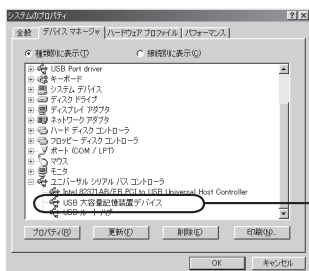 システムのプロパティ
全般 デバイス マネージャ ハードウェア プロファイル パフォーマンス
種類別に表示(T) 接続別に表示(C)
USB Port driver
キーボード
システム デバイス
ディスク ドライブ
ディスプレイ アダプタ
ネットワーク アダプタ
ハード ディスク コントローラ
フロッピー ディスク コントローラ
ポート (COM / LPT)
マウス
モニタ
ユニバーサル シリアル バス コントローラ
Intel 82371AB/EB PCI to USB Universal Host Controller
USB 大容量記憶装置デバイス
USB ルート ハブ
プロパティ(R) 更新(F) 削除(E) 印刷(N)...
OK キャンセル